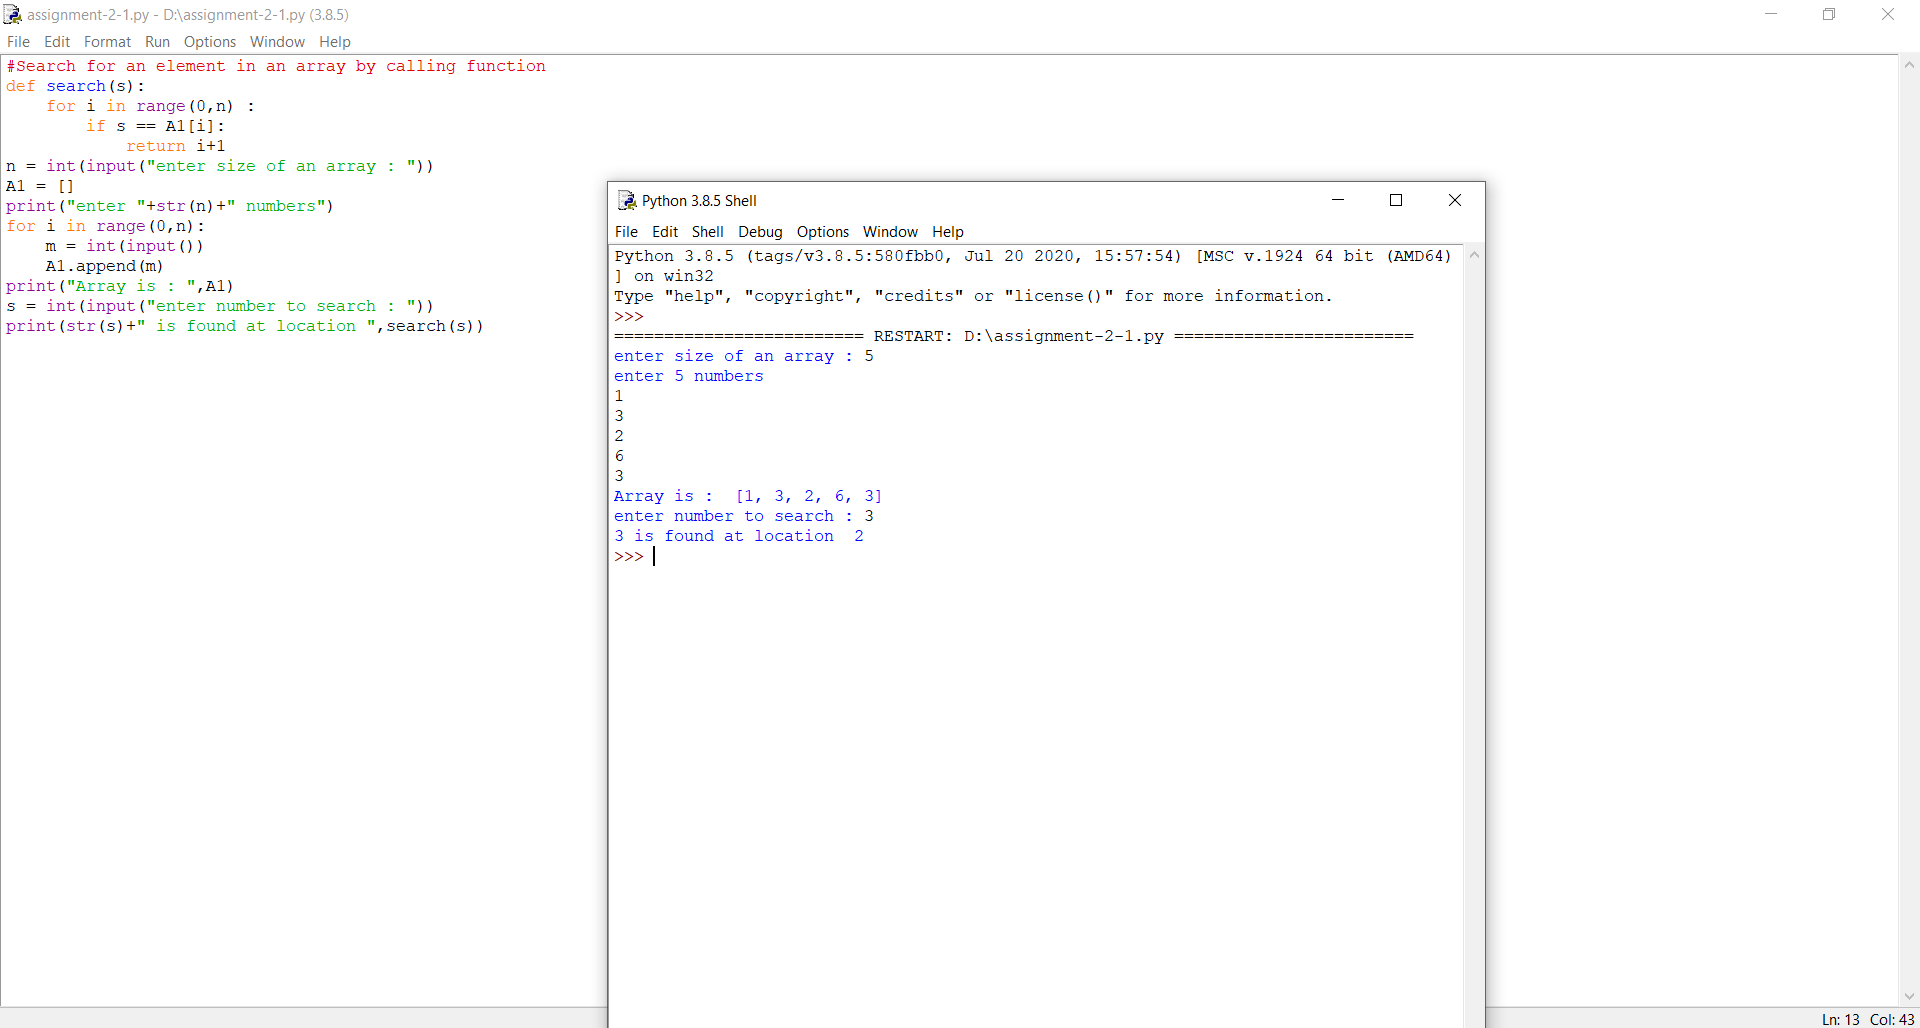 assignment-2-1.py - D:\assignment-2-1.py (3.8.5)
File Edit Format Run Options Window Help
#Search for an element in an array by calling function
def search(s):
    for i in range(0,n) :
        if s == A1[i]:
            return i+1
n = int(input("enter size of an array : "))
A1 = []
print("enter "+str(n)+" numbers")
for i in range(0,n):
    m = int(input())
    A1.append(m)
print("Array is : ",A1)
s = int(input("enter number to search : "))
print(str(s)+" is found at location ",search(s))
Python 3.8.5 Shell
File Edit Shell Debug Options Window Help
Python 3.8.5 (tags/v3.8.5:580fbb0, Jul 20 2020, 15:57:54) [MSC v.1924 64 bit (AMD64)
] on win32
Type "help", "copyright", "credits" or "license()" for more information.
>>>
========================= RESTART: D:\assignment-2-1.py ========================
enter size of an array : 5
enter 5 numbers
1
3
2
6
3
Array is :  [1, 3, 2, 6, 3]
enter number to search : 3
3 is found at location  2
>>>
Ln: 13 Col: 43